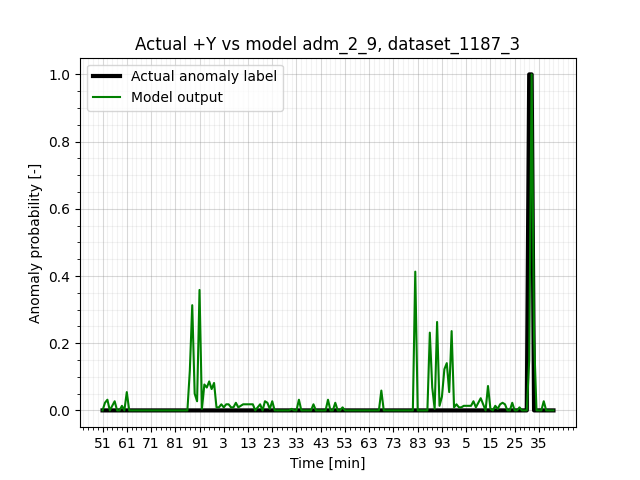 Actual +Y vs model adm_2_9, dataset_1187_3
Actual anomaly label
Model output
Anomaly probability [-]
1.0
0.8
0.6
0.4
0.2
0.0
51 61 71 81 91 3 13 23 33 43 53 63 73 83 93 5 15 25 35
Time [min]